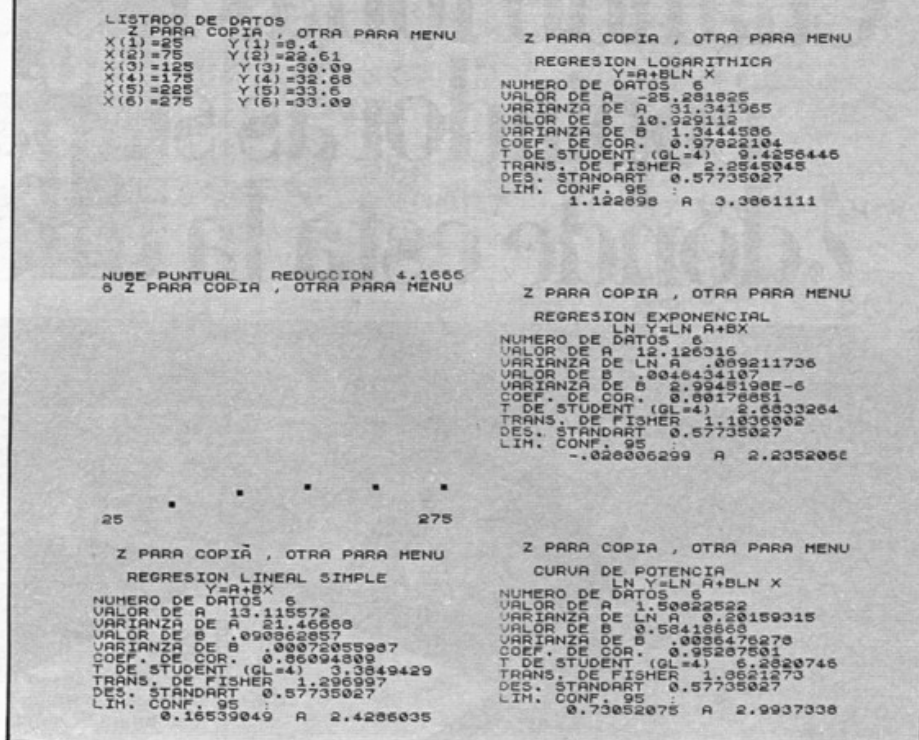 LISTADO DE DATOS
Z PARA COPIA , OTRA PARA MENU
X(1)=25 Y(1)=8.4
X(2)=75 Y(2)=22.61
X(3)=125 Y(3)=30.09
X(4)=175 Y(4)=32.68
X(5)=225 Y(5)=33.6
X(6)=275 Y(6)=33.09
NUBE PUNTUAL REDUCCION 4.1666
6 Z PARA COPIA , OTRA PARA MENU
25 275
Z PARA COPIA , OTRA PARA MENU
REGRESION LINEAL SIMPLE
Y=A+BX
NUMERO DE DATOS 6
VALOR DE A 13.115572
VARIANZA DE A 21.46668
VALOR DE B .090862857
VARIANZA DE B .00072055987
COEF. DE COR. 0.86094809
T DE STUDENT (GL=4) 3.3849429
TRANS. DE FISHER 1.296997
DES. STANDART 0.57735027
LIM. CONF. 95 :
0.16539049 A 2.4286035
Z PARA COPIA , OTRA PARA MENU
REGRESION LOGARITHMICA
Y=A+BLN X
NUMERO DE DATOS 6
VALOR DE A -25.281825
VARIANZA DE A 31.341965
VALOR DE B 10.929112
VARIANZA DE B 1.3444586
COEF. DE COR. 0.97822104
T DE STUDENT (GL=4) 9.4256446
TRANS. DE FISHER 2.2545045
DES. STANDART 0.57735027
LIM. CONF. 95 :
1.122898 A 3.3861111
Z PARA COPIA , OTRA PARA MENU
REGRESION EXPONENCIAL
LN Y=LN A+BX
NUMERO DE DATOS 6
VALOR DE A 12.126316
VARIANZA DE LN A .089211736
VALOR DE B .0046434107
VARIANZA DE B 2.9945198E-6
COEF. DE COR. 0.80176851
T DE STUDENT (GL=4) 2.6833264
TRANS. DE FISHER 1.1036002
DES. STANDART 0.57735027
LIM. CONF. 95 :
-.028006299 A 2.2352068
Z PARA COPIA , OTRA PARA MENU
CURVA DE POTENCIA
LN Y=LN A+BLN X
NUMERO DE DATOS 6
VALOR DE A 1.50822522
VARIANZA DE LN A 0.20159315
VALOR DE B 0.58418668
VARIANZA DE B .0086476278
COEF. DE COR. 0.95287501
T DE STUDENT (GL=4) 6.2820746
TRANS. DE FISHER 1.8621273
DES. STANDART 0.57735027
LIM. CONF. 95 :
0.73052075 A 2.9937338